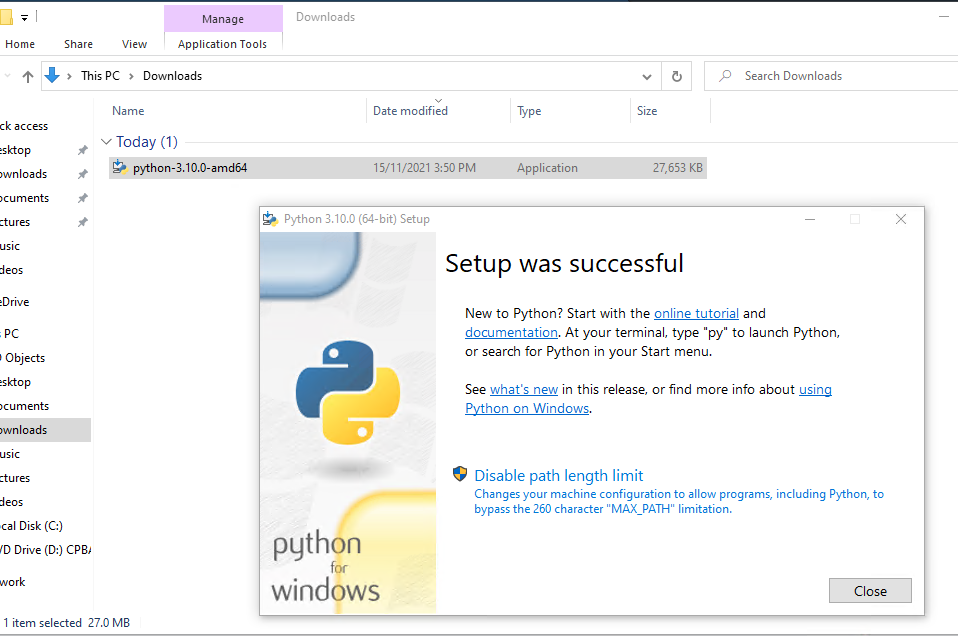 Manage
Downloads
Home
Share
View
Application Tools
This PC > Downloads
Search Downloads
Name
Date modified
Type
Size
ck access
esktop
ownloads
ocuments
ctures
usic
deos
eDrive
PC
Objects
esktop
ocuments
ownloads
usic
ctures
deos
cal Disk (C:)
VD Drive (D:) CPBA
work
Today (1)
python-3.10.0-amd64
15/11/2021 3:50 PM
Application
27,653 KB
Python 3.10.0 (64-bit) Setup
Setup was successful
New to Python? Start with the online tutorial and
documentation. At your terminal, type "py" to launch Python,
or search for Python in your Start menu.
See what's new in this release, or find more info about using
Python on Windows.
Disable path length limit
Changes your machine configuration to allow programs, including Python, to
bypass the 260 character "MAX_PATH" limitation.
python
for
windows
Close
1 item selected 27.0 MB